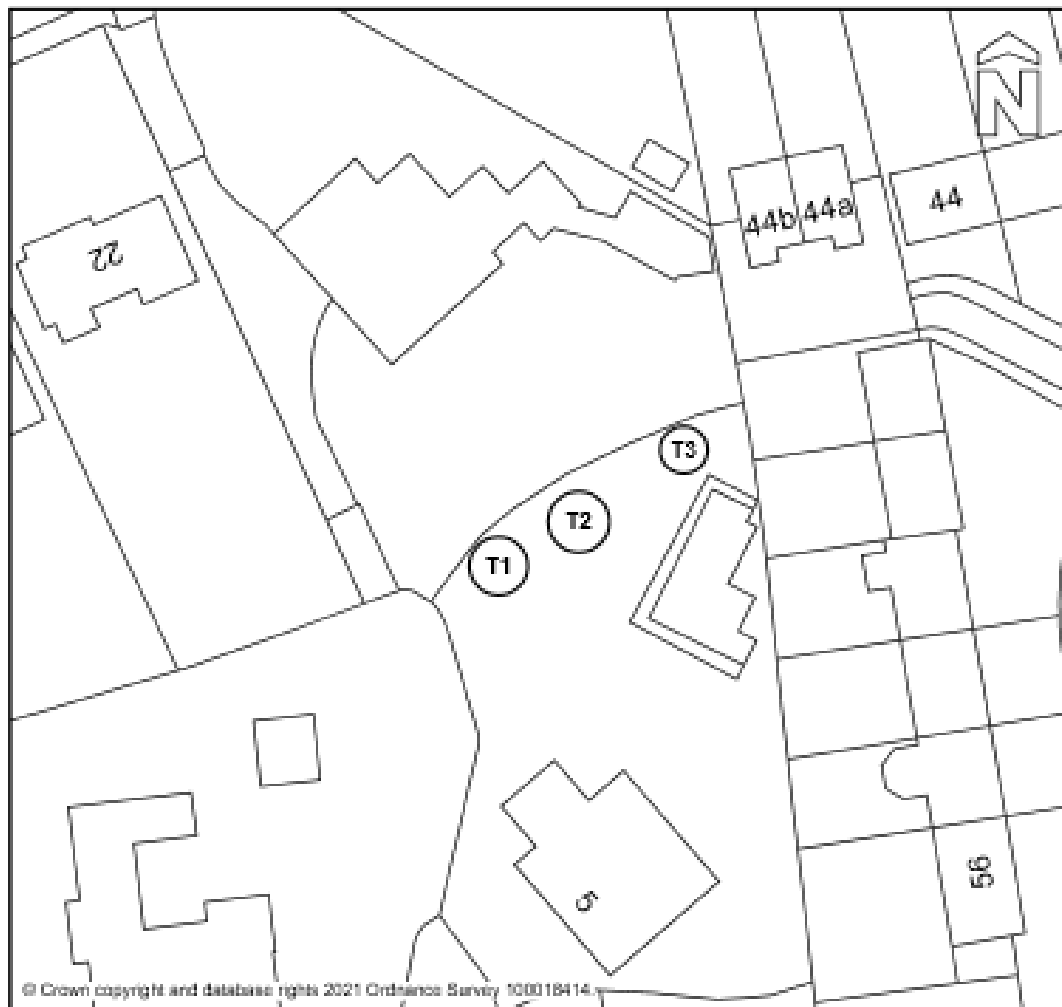 N
44b 44a 44
22
T3
T2
T1
5
56
© Crown copyright and database rights 2021 Ordnance Survey 100018414.